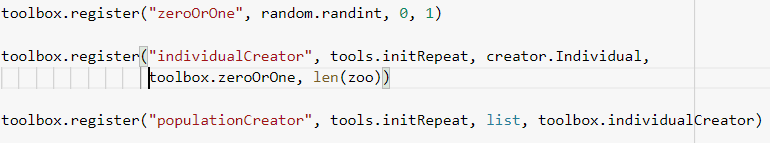 toolbox.register("zeroOrOne", random.randint, 0, 1)
toolbox.register("individualCreator", tools.initRepeat, creator.Individual,
toolbox.zeroOrOne, len(zoo))
toolbox.register("populationCreator", tools.initRepeat, list, toolbox.individualCreator)